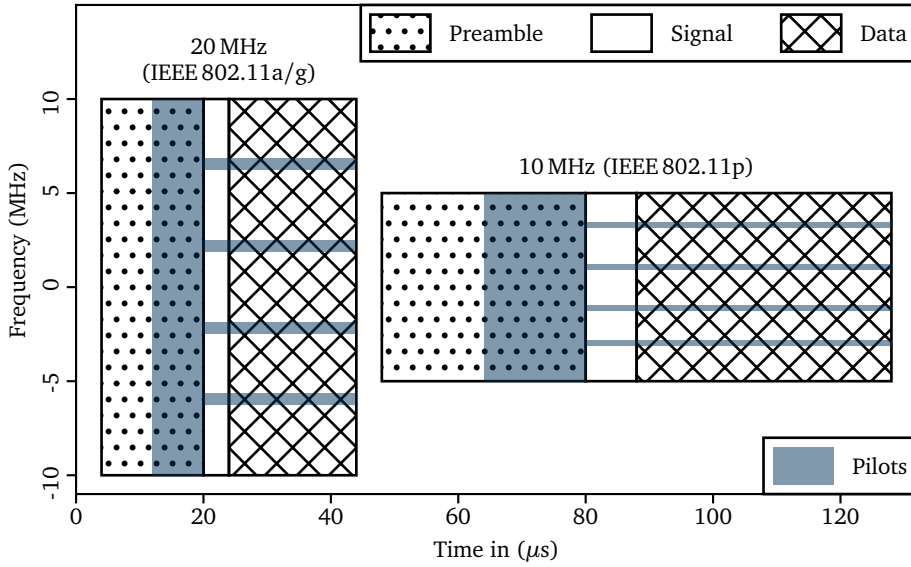 Preamble
Signal
Data
20 MHz
(IEEE 802.11a/g)
10 MHz (IEEE 802.11p)
10
5
0
-5
-10
Frequency (MHz)
Pilots
0
20
40
60
80
100
120
Time in (μs)